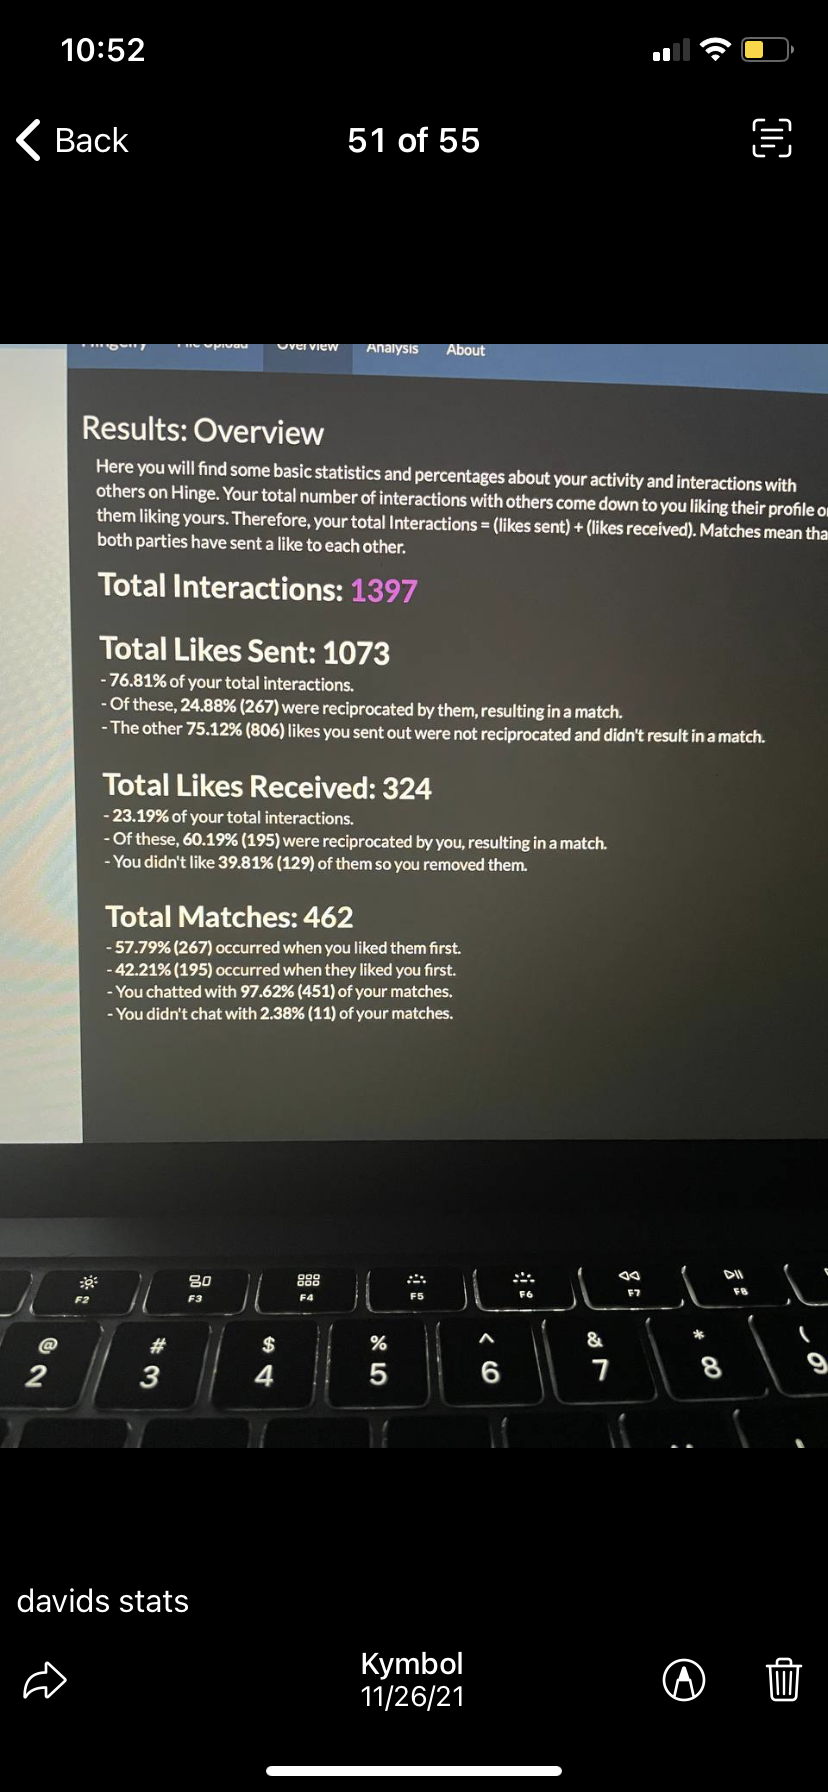 10:52
Back
51 of 55
Overview
Analysis
About
Results: Overview
Here you will find some basic statistics and percentages about your activity and interactions with
others on Hinge. Your total number of interactions with others come down to you liking their profile or
them liking yours. Therefore, your total Interactions = (likes sent) + (likes received). Matches mean tha
both parties have sent a like to each other.
Total Interactions: 1397
Total Likes Sent: 1073
- 76.81% of your total interactions.
- Of these, 24.88% (267) were reciprocated by them, resulting in a match.
- The other 75.12% (806) likes you sent out were not reciprocated and didn't result in a match.
Total Likes Received: 324
- 23.19% of your total interactions.
- Of these, 60.19% (195) were reciprocated by you, resulting in a match.
- You didn't like 39.81% (129) of them so you removed them.
Total Matches: 462
- 57.79% (267) occurred when you liked them first.
- 42.21% (195) occurred when they liked you first.
- You chatted with 97.62% (451) of your matches.
- You didn't chat with 2.38% (11) of your matches.
F2 F3 F4 F5 F6 F7 F8
@ # $ % ^ & * (
2 3 4 5 6 7 8 9
davids stats
Kymbol
11/26/21